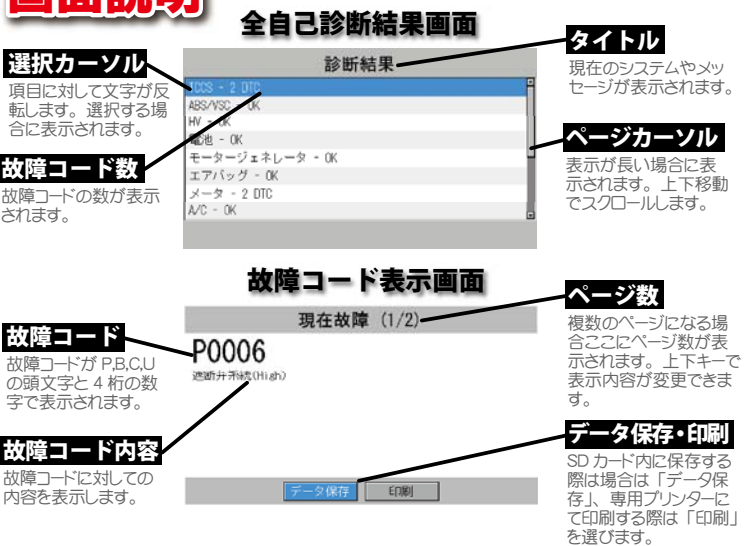 画面説明
全自己診断結果画面
選択カーソル
項目に対して文字が反
転します。選択する場
合に表示されます。
故障コード数
故障コードの数が表示
されます。
診断結果
TCCS - 2 DTC
ABS/VSC - OK
HV - OK
電池 - OK
モータージェネレータ - OK
エアバッグ - OK
メータ - 2 DTC
A/C - OK
タイトル
現在のシステムやメッ
セージが表示されます。
ページカーソル
表示が長い場合に表
示されます。上下移動
でスクロールします。
故障コード表示画面
故障コード
故障コードが P,B,C,U
の頭文字と 4 桁の数
字で表示されます。
故障コード内容
故障コードに対しての
内容を表示します。
現在故障 (1/2)
P0006
遮断弁系統(High)
データ保存
印刷
ページ数
複数のページになる場
合ここにページ数が表
示されます。上下キーで
表示内容が変更できま
す。
データ保存・印刷
SD カード内に保存する
際は場合は「データ保
存」、専用プリンターに
て印刷する際は「印刷」
を選びます。